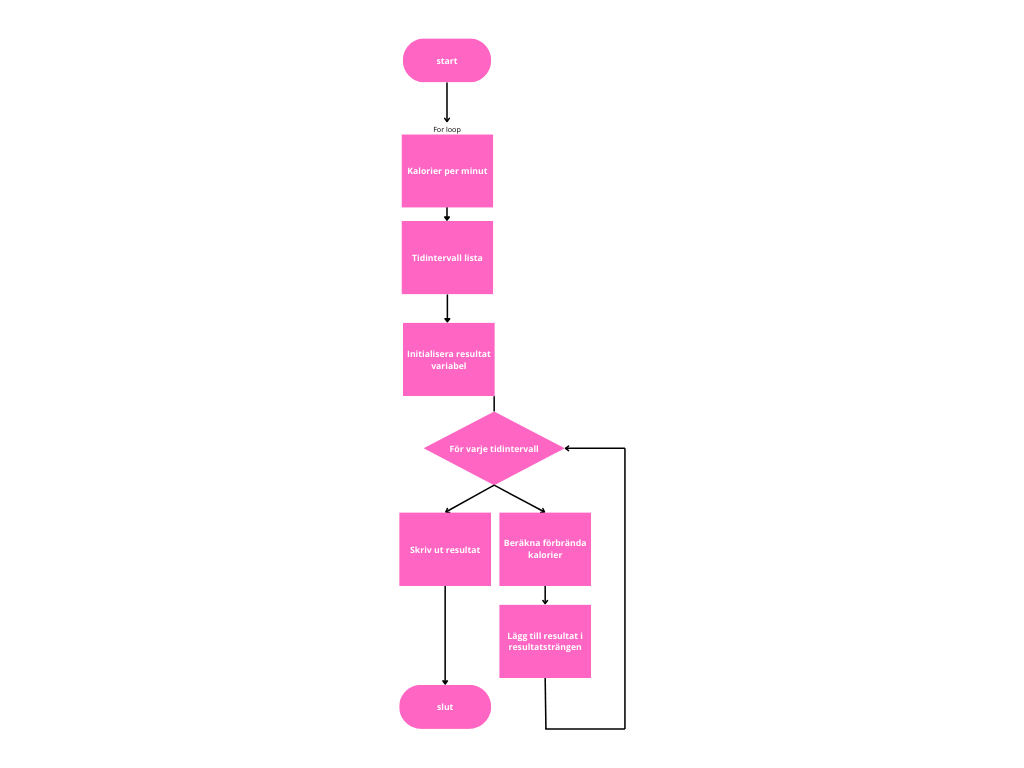 start
For loop
Kalorier per minut
Tidintervall lista
Initialisera resultat
variabel
För varje tidintervall
Skriv ut resultat
Beräkna förbrända
kalorier
Lägg till resultat i
resultatsträngen
slut